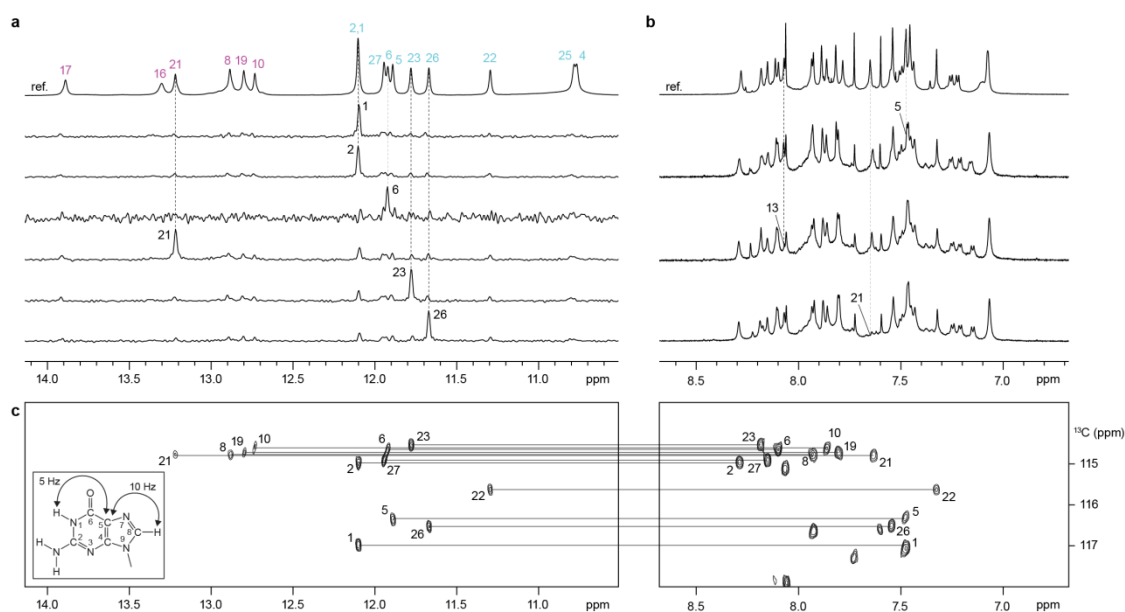 a
b
17
16
21
8
19
10
2,1
27
6
5
23
26
22
25
4
ref.
ref.
1
2
6
21
23
26
5
13
21
14.0 13.5 13.0 12.5 12.0 11.5 11.0 ppm
8.5 8.0 7.5 7.0 ppm
c
21 8 19 10
2
6
27
23
22
5
26
1
23 6 10
2 27 8 19 21
22
5
26
1
¹³C (ppm)
115
116
117
5 Hz
10 Hz
O
H
N
N
H
N
N
N
H
H
1
2
3
4
5
6
7
8
9
14.0 13.5 13.0 12.5 12.0 11.5 11.0 ppm
8.5 8.0 7.5 7.0 ppm